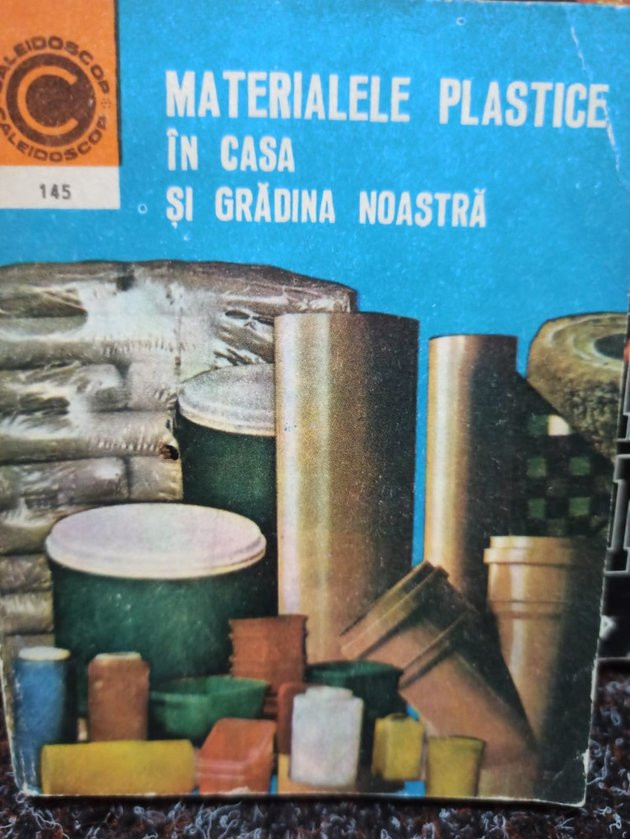 CALEIDOSCOP
CALEIDOSCOP
C
145
MATERIALELE PLASTICE
ÎN CASA
ȘI GRĂDINA NOASTRĂ